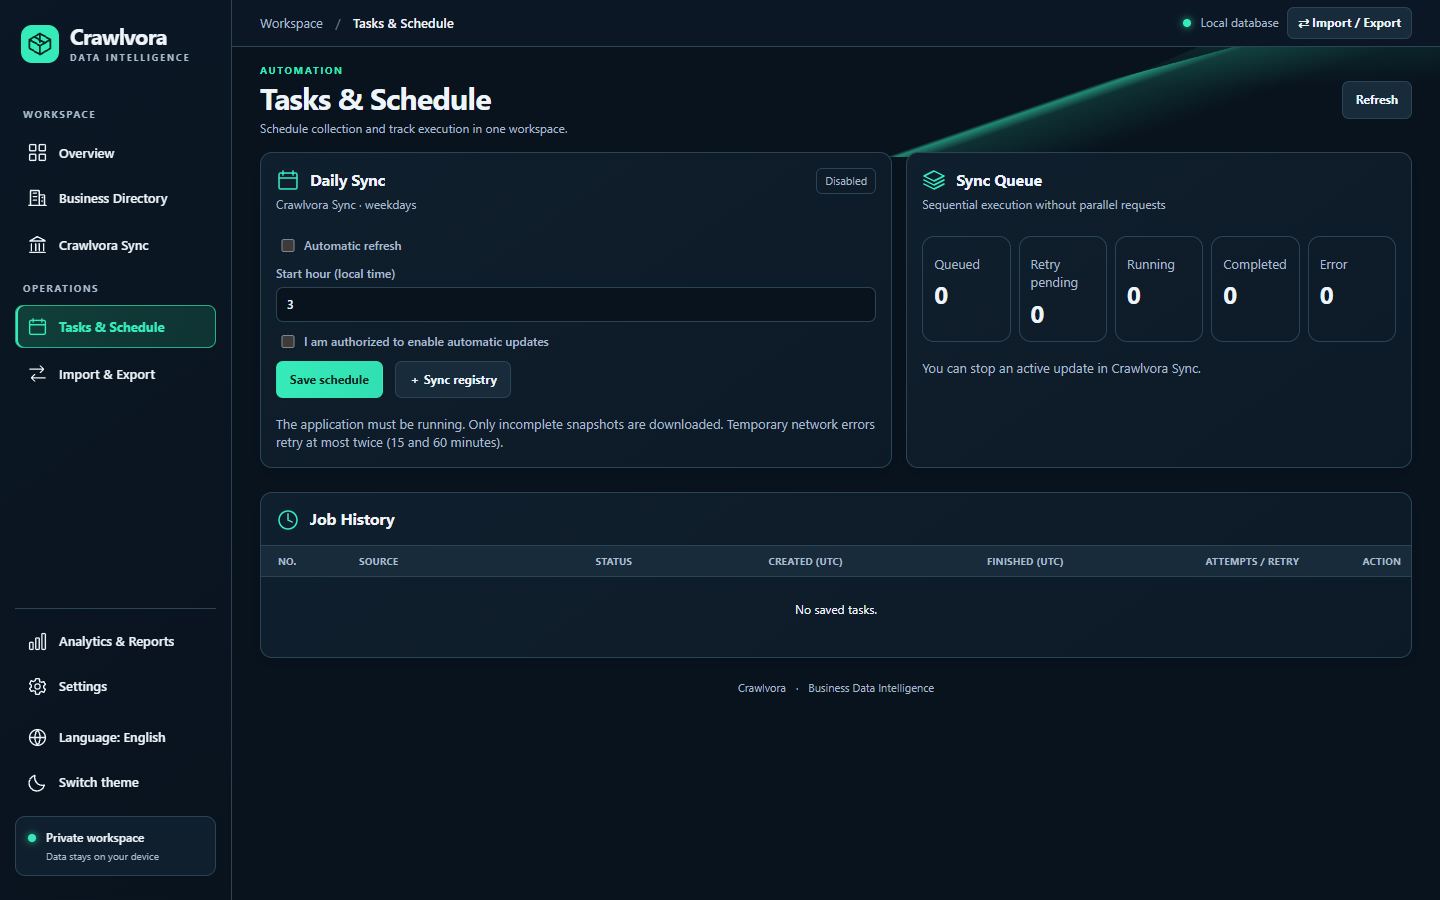 Crawlvora
DATA INTELLIGENCE
WORKSPACE
Overview
Business Directory
Crawlvora Sync
OPERATIONS
Tasks & Schedule
Import & Export
Analytics & Reports
Settings
Language: English
Switch theme
Private workspace
Data stays on your device
Workspace / Tasks & Schedule
Local database
⇄ Import / Export
AUTOMATION
Tasks & Schedule
Schedule collection and track execution in one workspace.
Refresh
Daily Sync
Disabled
Crawlvora Sync · weekdays
Automatic refresh
Start hour (local time)
3
I am authorized to enable automatic updates
Save schedule
+ Sync registry
The application must be running. Only incomplete snapshots are downloaded. Temporary network errors
retry at most twice (15 and 60 minutes).
Sync Queue
Sequential execution without parallel requests
Queued
0
Retry
pending
0
Running
0
Completed
0
Error
0
You can stop an active update in Crawlvora Sync.
Job History
NO. SOURCE STATUS CREATED (UTC) FINISHED (UTC) ATTEMPTS / RETRY ACTION
No saved tasks.
Crawlvora · Business Data Intelligence